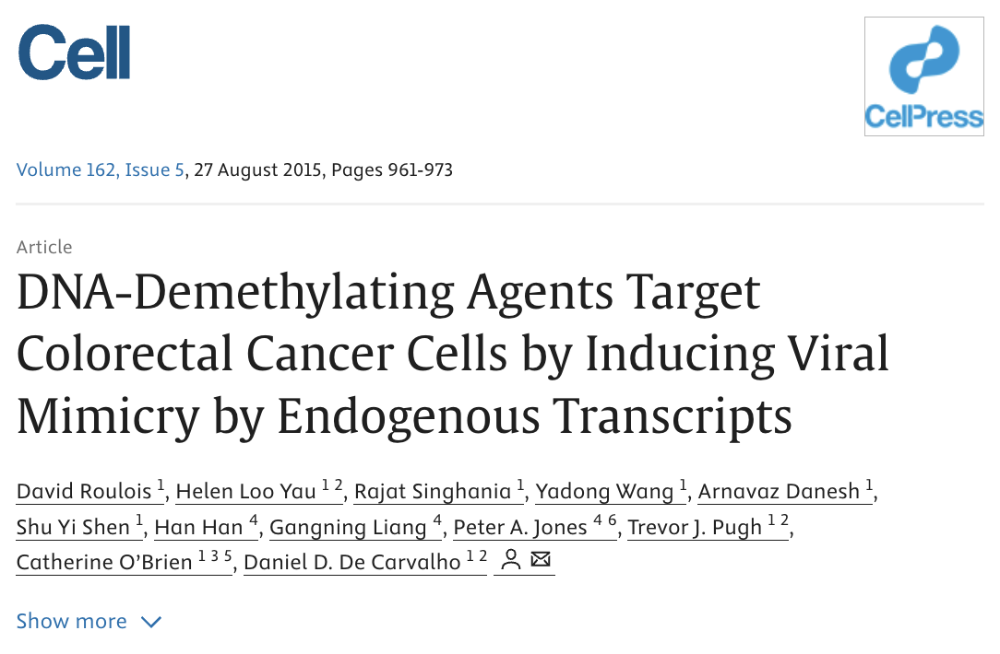 Cell
CellPress
Volume 162, Issue 5, 27 August 2015, Pages 961-973
Article
DNA-Demethylating Agents Target
Colorectal Cancer Cells by Inducing Viral
Mimicry by Endogenous Transcripts
David Roulois 1, Helen Loo Yau 1 2, Rajat Singhania 1, Yadong Wang 1, Arnavaz Danesh 1,
Shu Yi Shen 1, Han Han 4, Gangning Liang 4, Peter A. Jones 4 6, Trevor J. Pugh 1 2,
Catherine O’Brien 1 3 5, Daniel D. De Carvalho 1 2
Show more